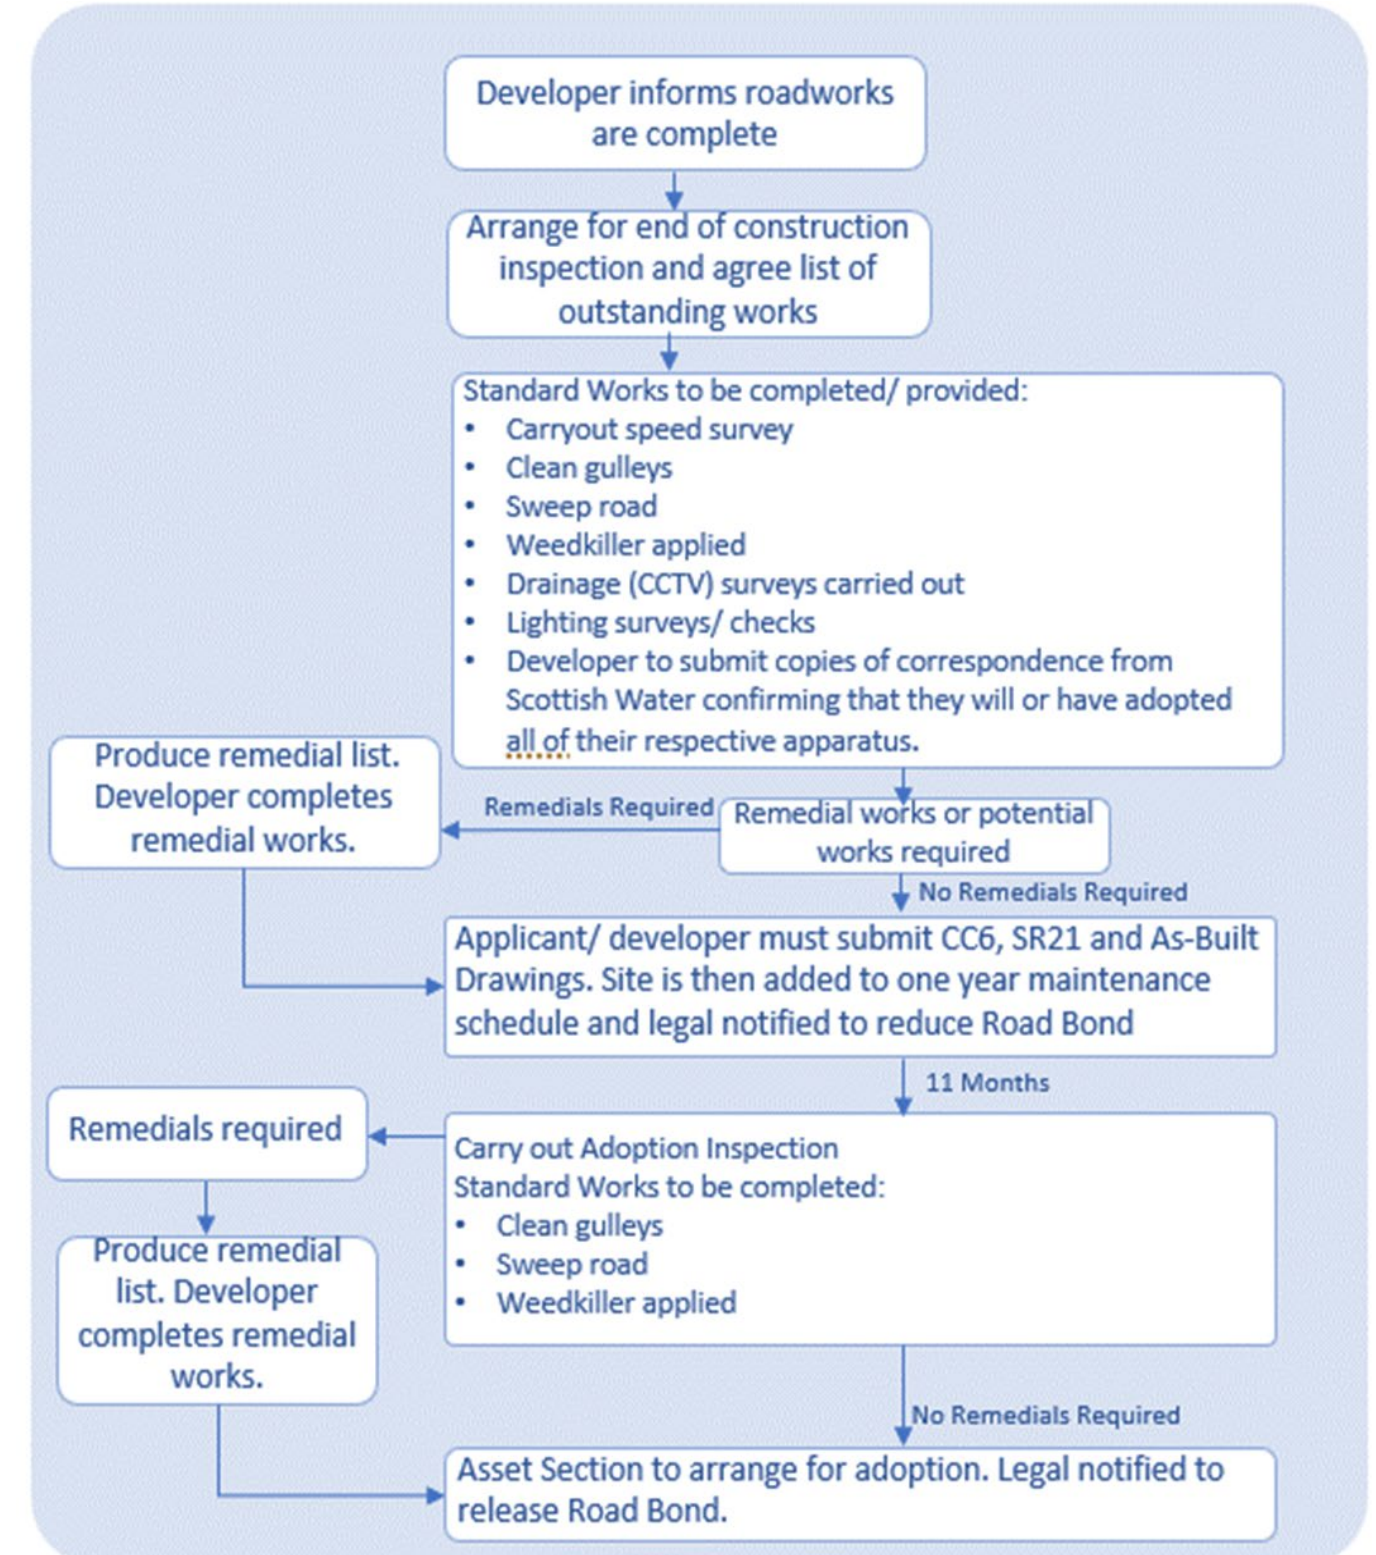 Developer informs roadworks
are complete
Arrange for end of construction
inspection and agree list of
outstanding works
Standard Works to be completed/ provided:
• Carryout speed survey
• Clean gulleys
• Sweep road
• Weedkiller applied
• Drainage (CCTV) surveys carried out
• Lighting surveys/ checks
• Developer to submit copies of correspondence from
Scottish Water confirming that they will or have adopted
all of their respective apparatus.
Remedial works or potential
works required
Remedials Required
Produce remedial list.
Developer completes
remedial works.
No Remedials Required
Applicant/ developer must submit CC6, SR21 and As-Built
Drawings. Site is then added to one year maintenance
schedule and legal notified to reduce Road Bond
11 Months
Carry out Adoption Inspection
Standard Works to be completed:
• Clean gulleys
• Sweep road
• Weedkiller applied
Remedials required
Produce remedial
list. Developer
completes remedial
works.
No Remedials Required
Asset Section to arrange for adoption. Legal notified to
release Road Bond.